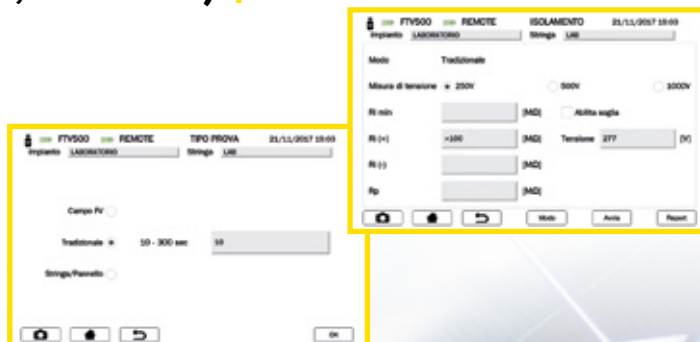 FTV500 REMOTE ISOLAMENTO 21/11/2017 18:03
Impianto LABORATORIO Stringa LAB
Modo Tradizionale
Misura di tensione 250V 500V 1000V
Ri min [MΩ] Abilita soglia
Ri (+) >100 [MΩ] Tensione 277 [V]
Ri (-) [MΩ]
Rp [MΩ]
Modo Avvia Report
FTV500 REMOTE TIPO PROVA 21/11/2017 18:03
Impianto LABORATORIO Stringa LAB
Campo FV
Tradizionale 10 - 300 sec 10
Stringa/Pannello
OK